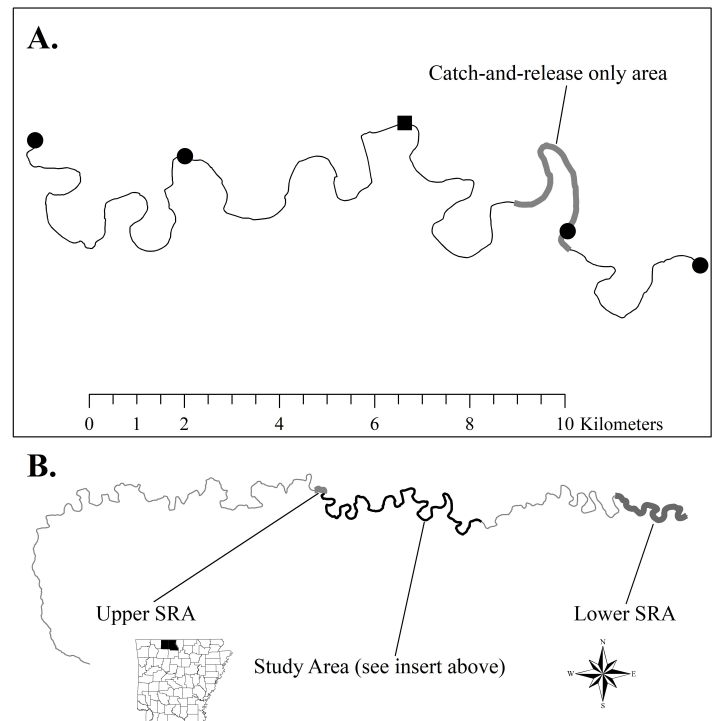 A.
Catch-and-release only area
0 1 2 4 6 8 10 Kilometers
B.
Upper SRA
Lower SRA
Study Area (see insert above)
N
W E
S